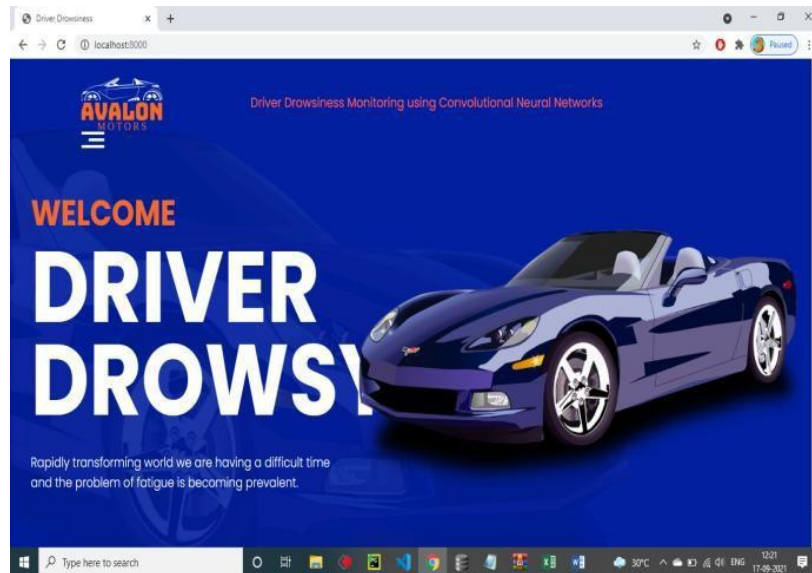 Driver Drowsiness
localhost:8000
Paused
AVALON
MOTORS
Driver Drowsiness Monitoring using Convolutional Neural Networks
WELCOME
DRIVER
DROWSY
Rapidly transforming world we are having a difficult time
and the problem of fatigue is becoming prevalent.
Type here to search
30°C
ENG
12:21
17-09-2021